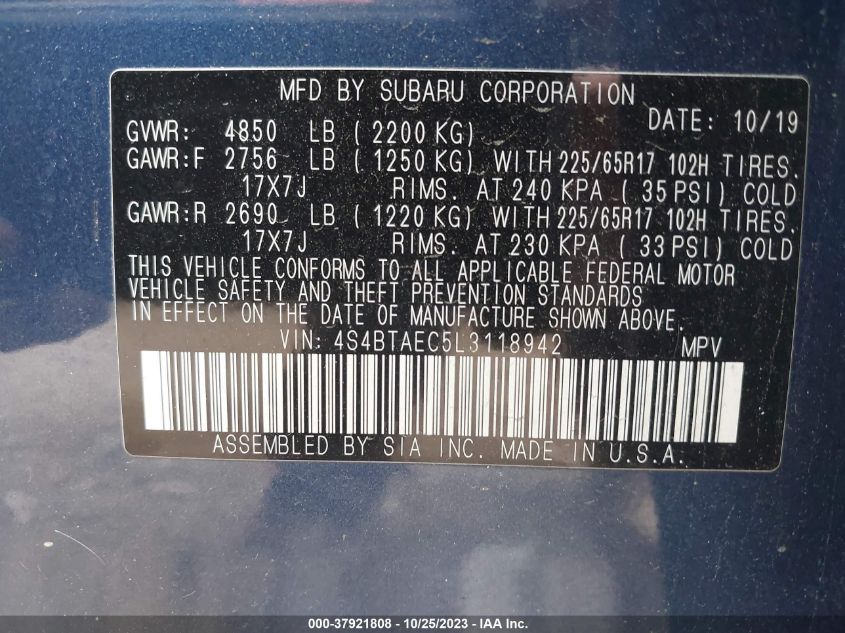 MFD BY SUBARU CORPORATION
DATE: 10/19
GVWR: 4850 LB ( 2200 KG)
GAWR:F 2756 LB ( 1250 KG) WITH 225/65R17 102H TIRES.
17X7J RIMS. AT 240 KPA ( 35 PSI) COLD
GAWR:R 2690 LB ( 1220 KG) WITH 225/65R17 102H TIRES.
17X7J RIMS. AT 230 KPA ( 33 PSI) COLD
THIS VEHICLE CONFORMS TO ALL APPLICABLE FEDERAL MOTOR
VEHICLE SAFETY AND THEFT PREVENTION STANDARDS
IN EFFECT ON THE DATE OF MANUFACTURE SHOWN ABOVE.
VIN: 4S4BTAEC5L3118942 MPV
ASSEMBLED BY SIA INC. MADE IN U.S.A.
000-37921808 - 10/25/2023 - IAA Inc.